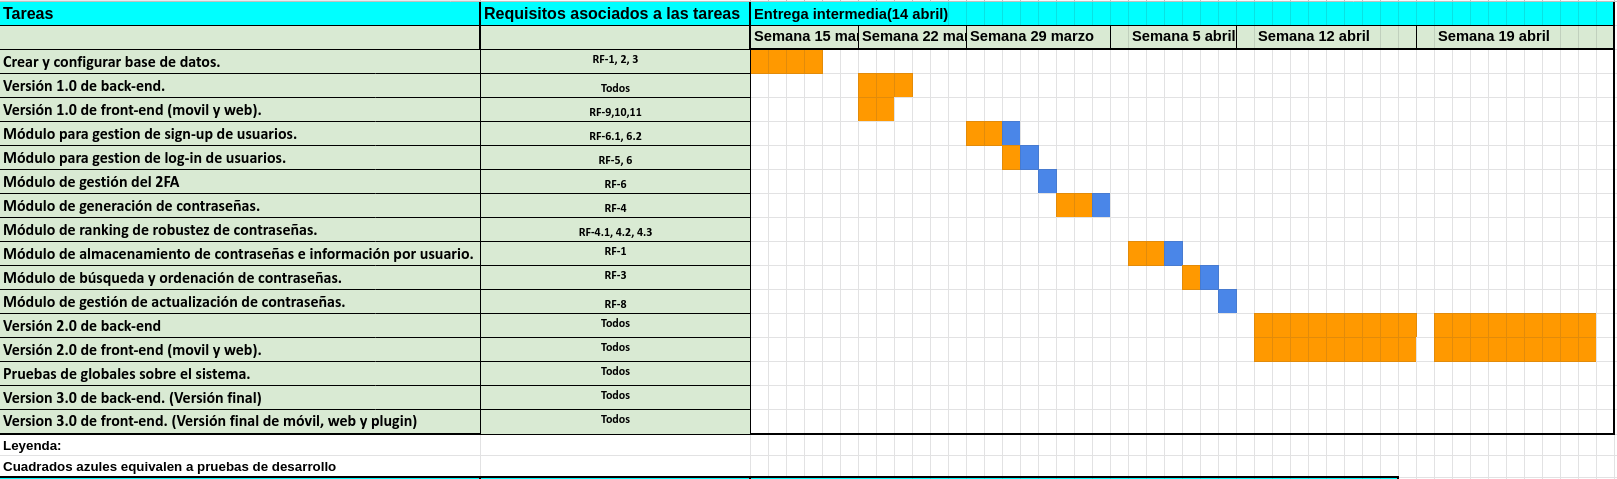 Tareas Requisitos asociados a las tareas Entrega intermedia(14 abril)
Semana 15 mar Semana 22 mar Semana 29 marzo Semana 5 abril Semana 12 abril Semana 19 abril
Crear y configurar base de datos. RF-1, 2, 3
Versión 1.0 de back-end. Todos
Versión 1.0 de front-end (movil y web). RF-9,10,11
Módulo para gestion de sign-up de usuarios. RF-6.1, 6.2
Módulo para gestion de log-in de usuarios. RF-5, 6
Módulo de gestión del 2FA RF-6
Módulo de generación de contraseñas. RF-4
Módulo de ranking de robustez de contraseñas. RF-4.1, 4.2, 4.3
Módulo de almacenamiento de contraseñas e información por usuario. RF-1
Módulo de búsqueda y ordenación de contraseñas. RF-3
Módulo de gestión de actualización de contraseñas. RF-8
Versión 2.0 de back-end Todos
Versión 2.0 de front-end (movil y web). Todos
Pruebas de globales sobre el sistema. Todos
Version 3.0 de back-end. (Versión final) Todos
Version 3.0 de front-end. (Versión final de móvil, web y plugin) Todos
Leyenda:
Cuadrados azules equivalen a pruebas de desarrollo